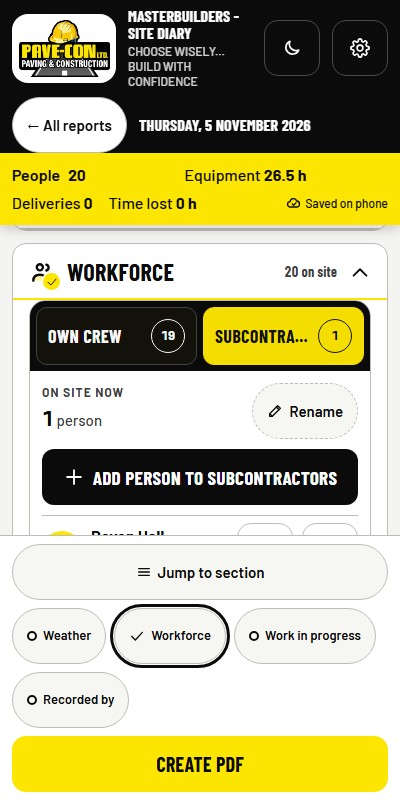 PAVE-CON LTD.
PAVING & CONSTRUCTION
MASTERBUILDERS -
SITE DIARY
CHOOSE WISELY...
BUILD WITH
CONFIDENCE
← All reports
THURSDAY, 5 NOVEMBER 2026
People 20
Equipment 26.5 h
Deliveries 0
Time lost 0 h
Saved on phone
WORKFORCE
20 on site
OWN CREW 19
SUBCONTRA... 1
ON SITE NOW
1 person
Rename
+ ADD PERSON TO SUBCONTRACTORS
Jump to section
Weather
Workforce
Work in progress
Recorded by
CREATE PDF